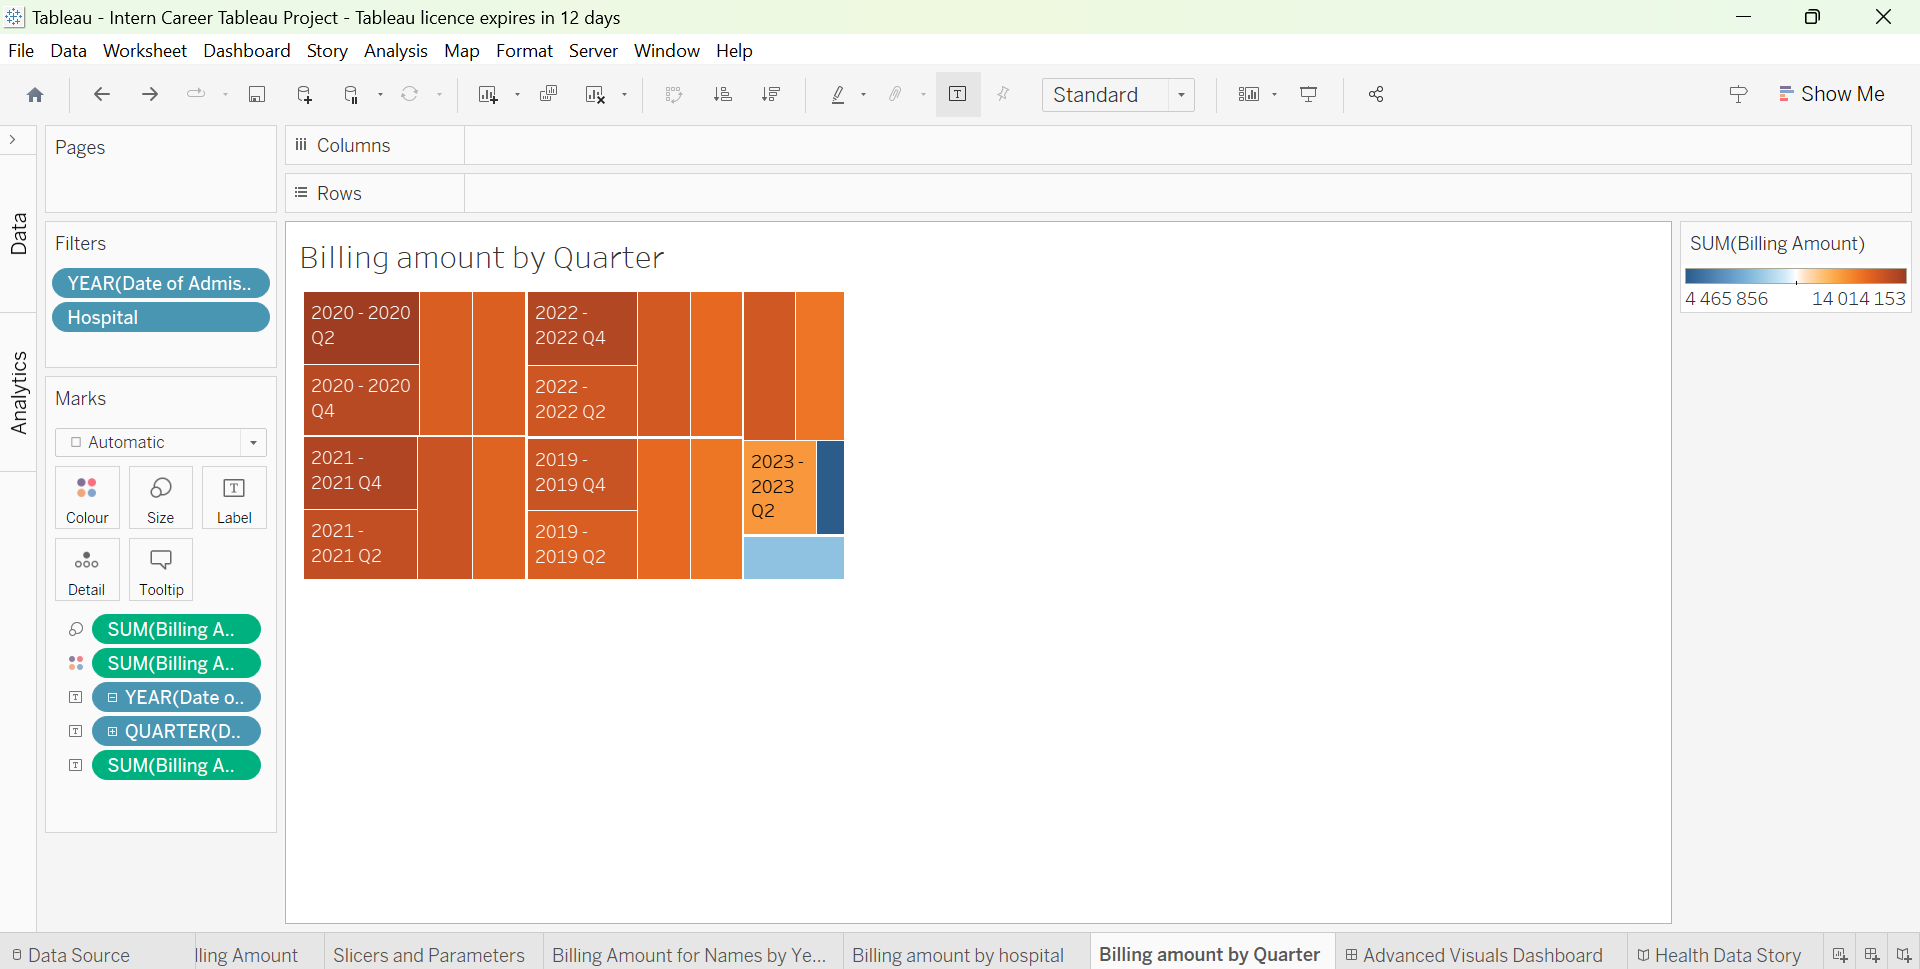 Tableau - Intern Career Tableau Project - Tableau licence expires in 12 days
File Data Worksheet Dashboard Story Analysis Map Format Server Window Help
Standard
Show Me
Data
Analytics
Pages
Columns
Rows
Filters
YEAR(Date of Admis..
Hospital
Marks
Automatic
Colour Size Label
Detail Tooltip
SUM(Billing A..
SUM(Billing A..
YEAR(Date o..
QUARTER(D..
SUM(Billing A..
Billing amount by Quarter
2020 - 2020
Q2
2020 - 2020
Q4
2021 -
2021 Q4
2021 -
2021 Q2
2022 -
2022 Q4
2022 -
2022 Q2
2019 -
2019 Q4
2019 -
2019 Q2
2023 -
2023
Q2
SUM(Billing Amount)
4 465 856 14 014 153
Data Source lling Amount Slicers and Parameters Billing Amount for Names by Ye... Billing amount by hospital Billing amount by Quarter Advanced Visuals Dashboard Health Data Story